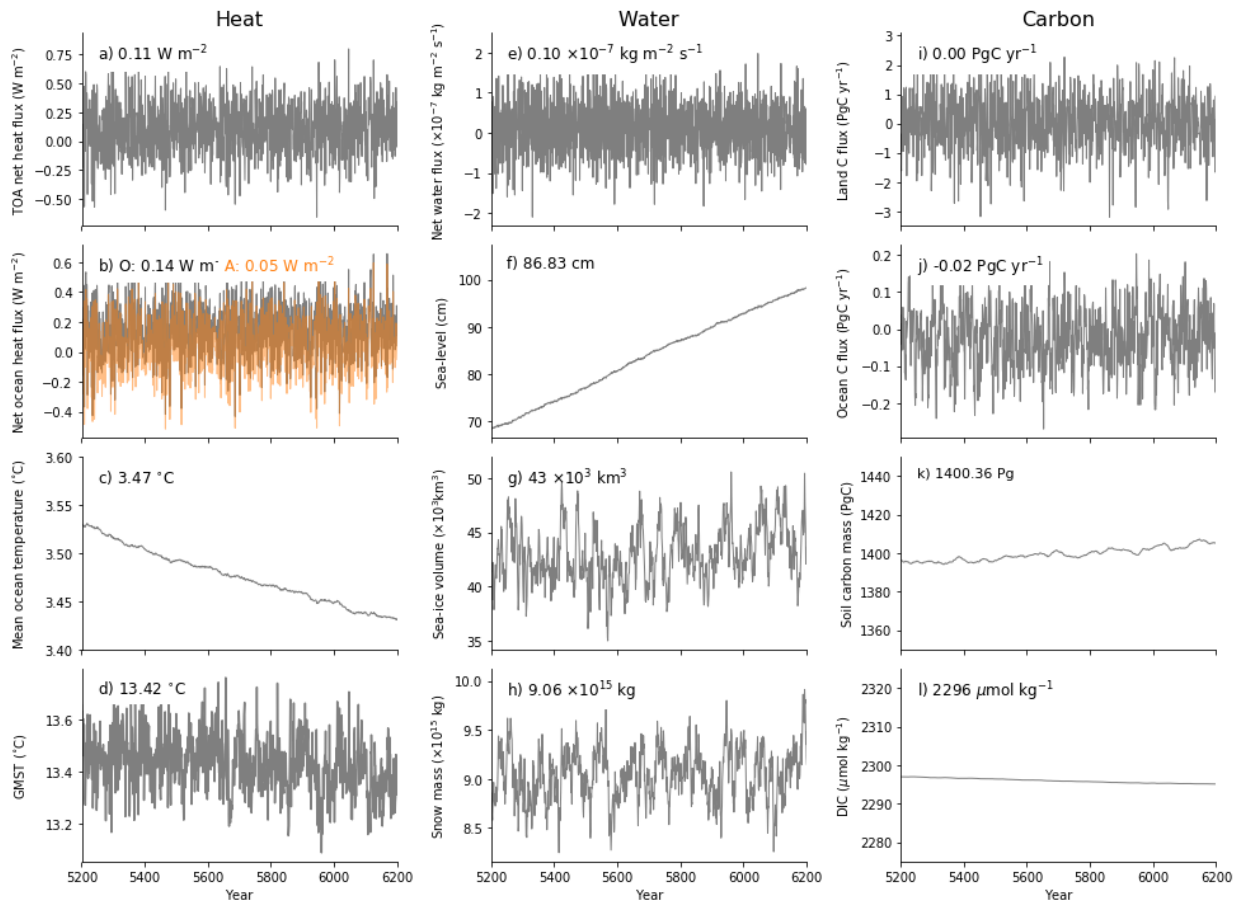 Heat
Water
Carbon
a) 0.11 W m⁻²
TOA net heat flux (W m⁻²)
0.75
0.50
0.25
0.00
−0.25
−0.50
e) 0.10 ×10⁻⁷ kg m⁻² s⁻¹
Net water flux (×10⁻⁷ kg m⁻² s⁻¹)
2
1
0
−1
−2
i) 0.00 PgC yr⁻¹
Land C flux (PgC yr⁻¹)
3
2
1
0
−1
−2
−3
b) O: 0.14 W m⁻ A: 0.05 W m⁻²
Net ocean heat flux (W m⁻²)
0.6
0.4
0.2
0.0
−0.2
−0.4
f) 86.83 cm
Sea-level (cm)
100
90
80
70
j) -0.02 PgC yr⁻¹
Ocean C flux (PgC yr⁻¹)
0.2
0.1
0.0
−0.1
−0.2
c) 3.47 °C
Mean ocean temperature (°C)
3.60
3.55
3.50
3.45
3.40
g) 43 ×10³ km³
Sea-ice volume (×10³km³)
50
45
40
35
k) 1400.36 Pg
Soil carbon mass (PgC)
1440
1420
1400
1380
1360
d) 13.42 °C
GMST (°C)
13.6
13.4
13.2
5200
5400
5600
5800
6000
6200
Year
h) 9.06 ×10¹⁵ kg
Snow mass (×10¹⁵ kg)
10.0
9.5
9.0
8.5
5200
5400
5600
5800
6000
6200
Year
l) 2296 μmol kg⁻¹
DIC (μmol kg⁻¹)
2320
2310
2300
2290
2280
5200
5400
5600
5800
6000
6200
Year